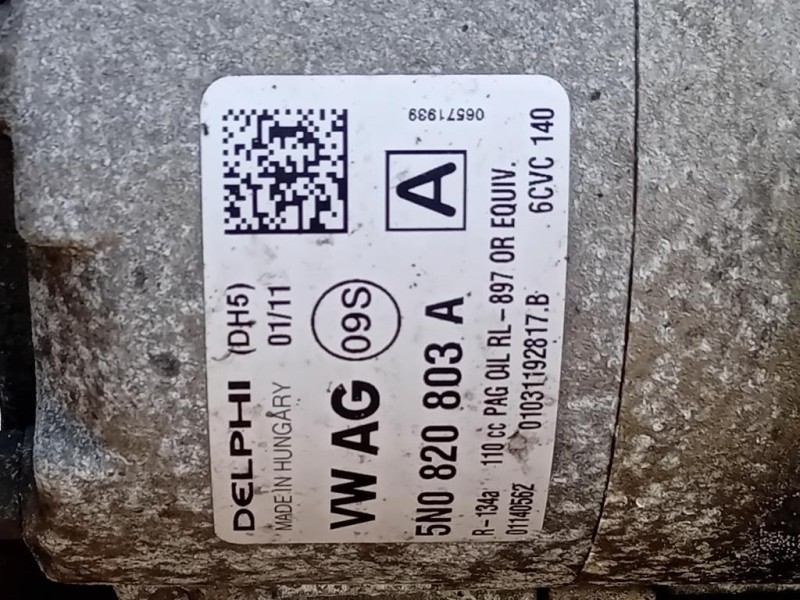 DELPHI (DH5)
MADE IN HUNGARY 01/11
VW AG 09S
A
5N0 820 803 A
R-134a 110 cc PAG OIL RL-897 OR EQUIV.
01140562 01031192817.B 6CVC 140
06571939